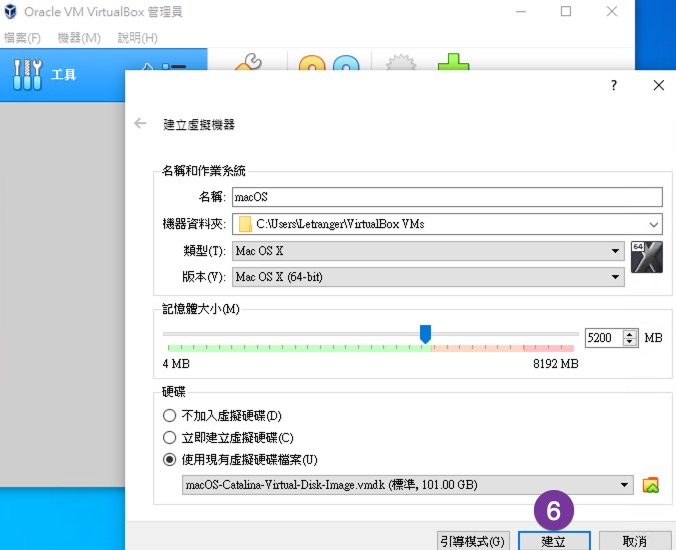 Oracle VM VirtualBox 管理員
檔案(F) 機器(M) 說明(H)
工具
?
建立虛擬機器
名稱和作業系統
名稱: macOS
機器資料夾: C:\Users\Letranger\VirtualBox VMs
類型(T): Mac OS X
64
版本(V): Mac OS X (64-bit)
記憶體大小(M)
5200 MB
4 MB 8192 MB
硬碟
不加入虛擬硬碟(D)
立即建立虛擬硬碟(C)
使用現有虛擬硬碟檔案(U)
macOS-Catalina-Virtual-Disk-Image.vmdk (標準, 101.00 GB)
6
引導模式(G) 建立 取消